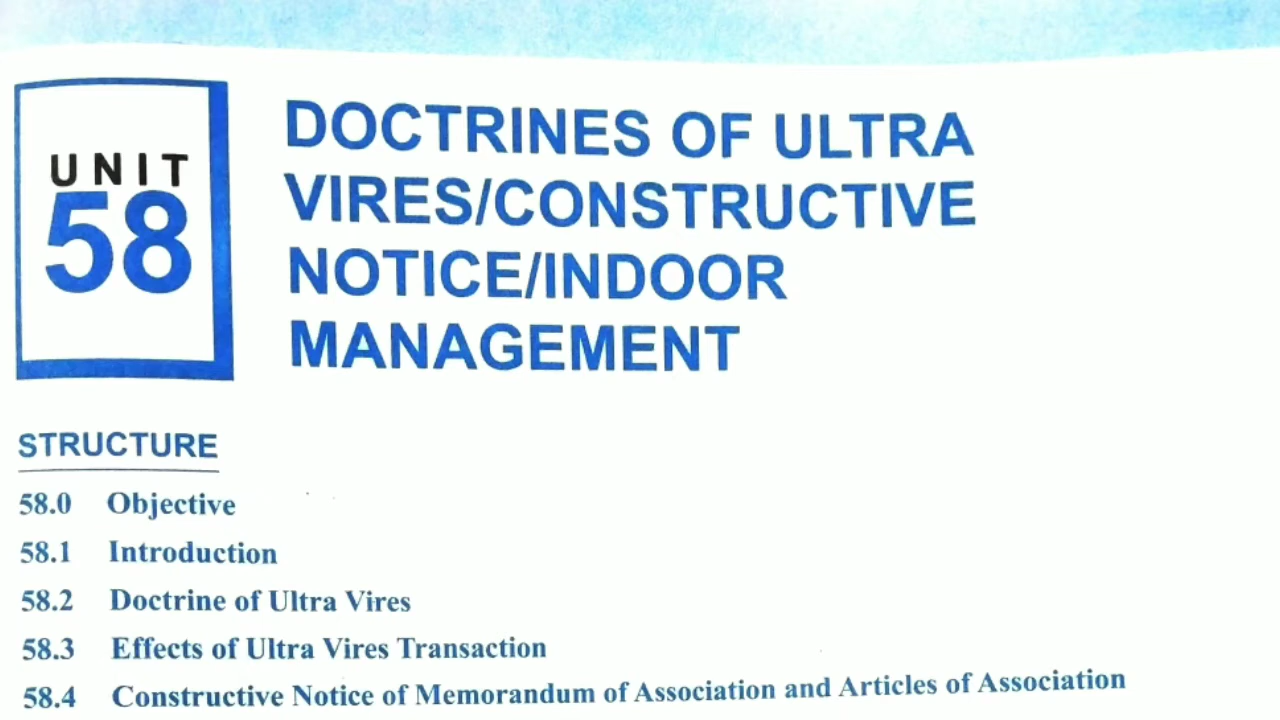 UNIT
58
DOCTRINES OF ULTRA
VIRES/CONSTRUCTIVE
NOTICE/INDOOR
MANAGEMENT
STRUCTURE
58.0 Objective
58.1 Introduction
58.2 Doctrine of Ultra Vires
58.3 Effects of Ultra Vires Transaction
58.4 Constructive Notice of Memorandum of Association and Articles of Association